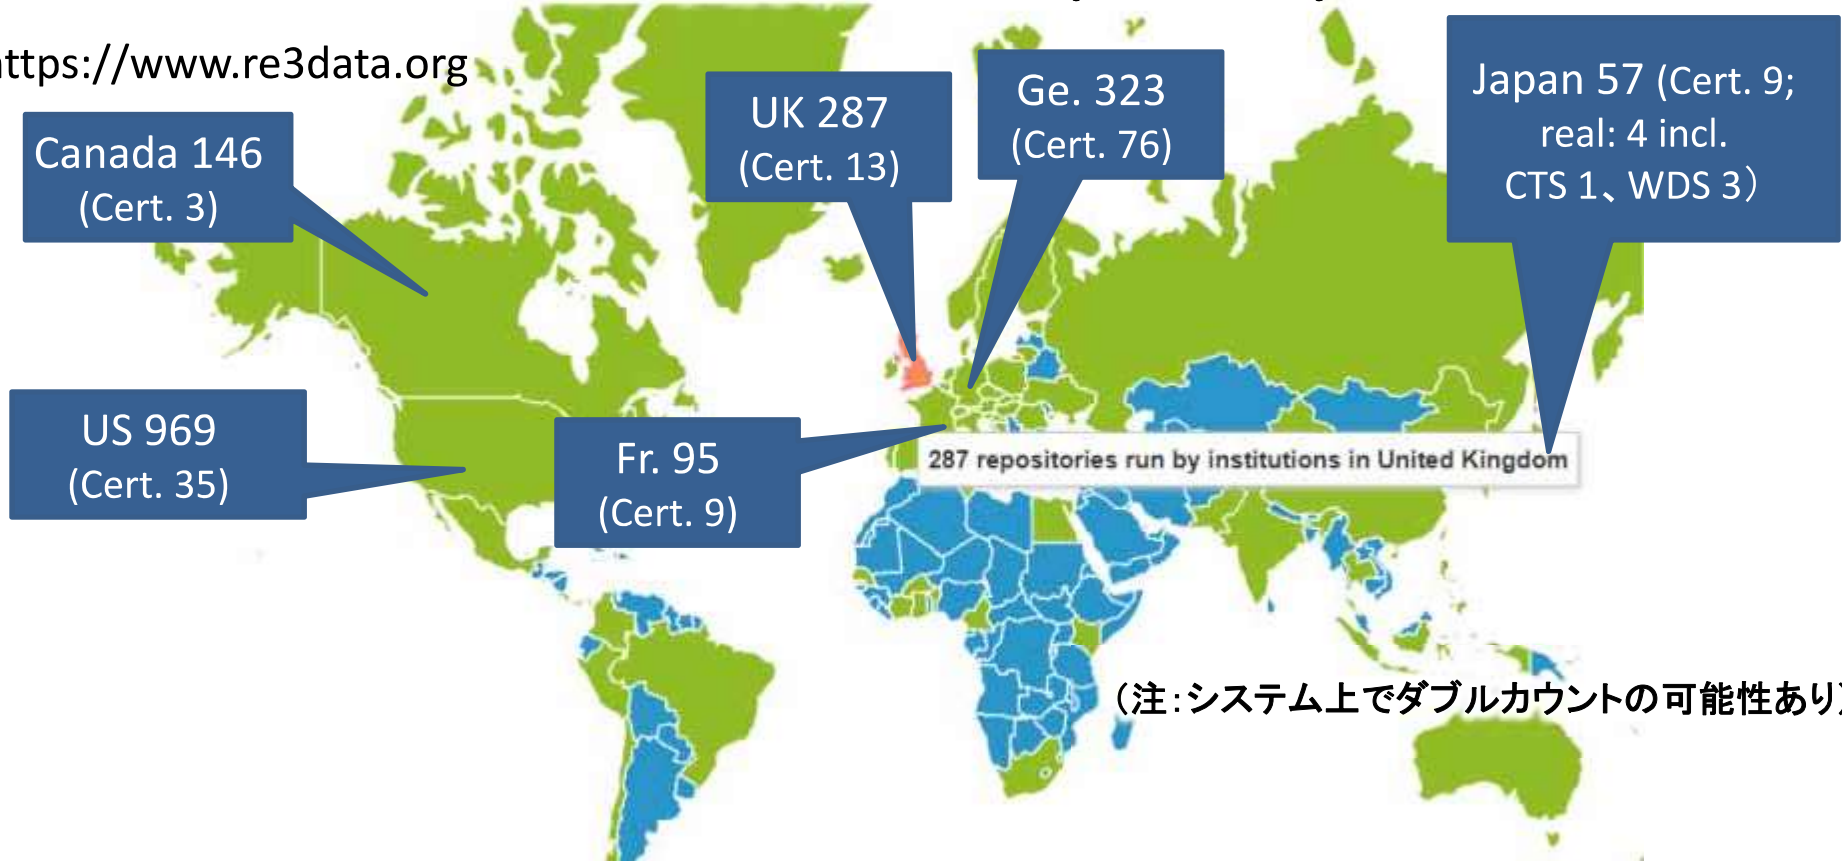 ttps://www.re3data.org
Canada 146
(Cert. 3)
UK 287
(Cert. 13)
Ge. 323
(Cert. 76)
Japan 57 (Cert. 9;
real: 4 incl.
CTS 1、WDS 3）
US 969
(Cert. 35)
Fr. 95
(Cert. 9)
287 repositories run by institutions in United Kingdom
（注：システム上でダブルカウントの可能性あり）